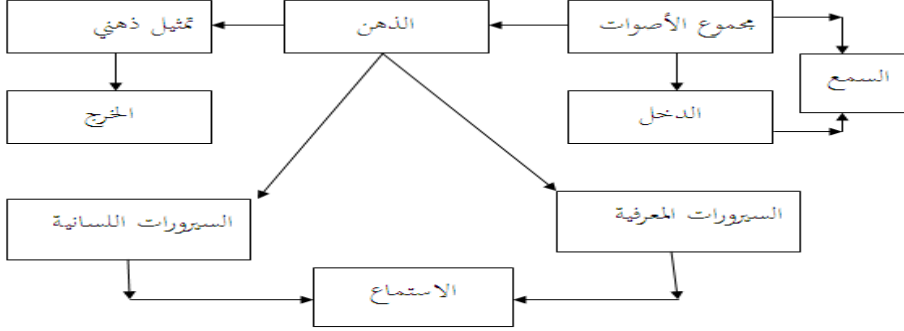 مجموع الأصوات
الذهن
تمثيل ذهني
السمع
الدخل
الخرج
السيرورات المعرفية
السيرورات اللسانية
الاستماع